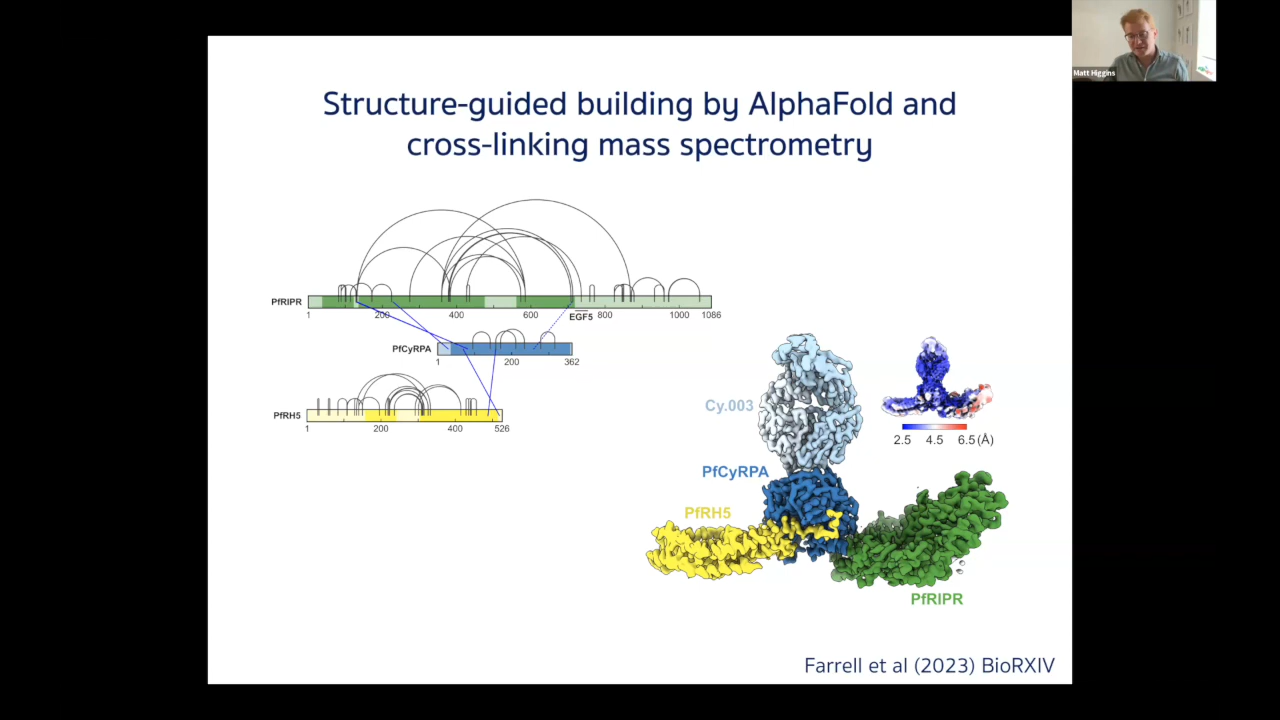 Matt Higgins
Structure-guided building by AlphaFold and
cross-linking mass spectrometry
PfRIPR
1 200 400 600 EGF5 800 1000 1086
PfCyRPA
1 200 362
PfRH5
1 200 400 526
Cy.003
2.5 4.5 6.5 (Å)
PfCyRPA
PfRH5
PfRIPR
Farrell et al (2023) BioRXIV